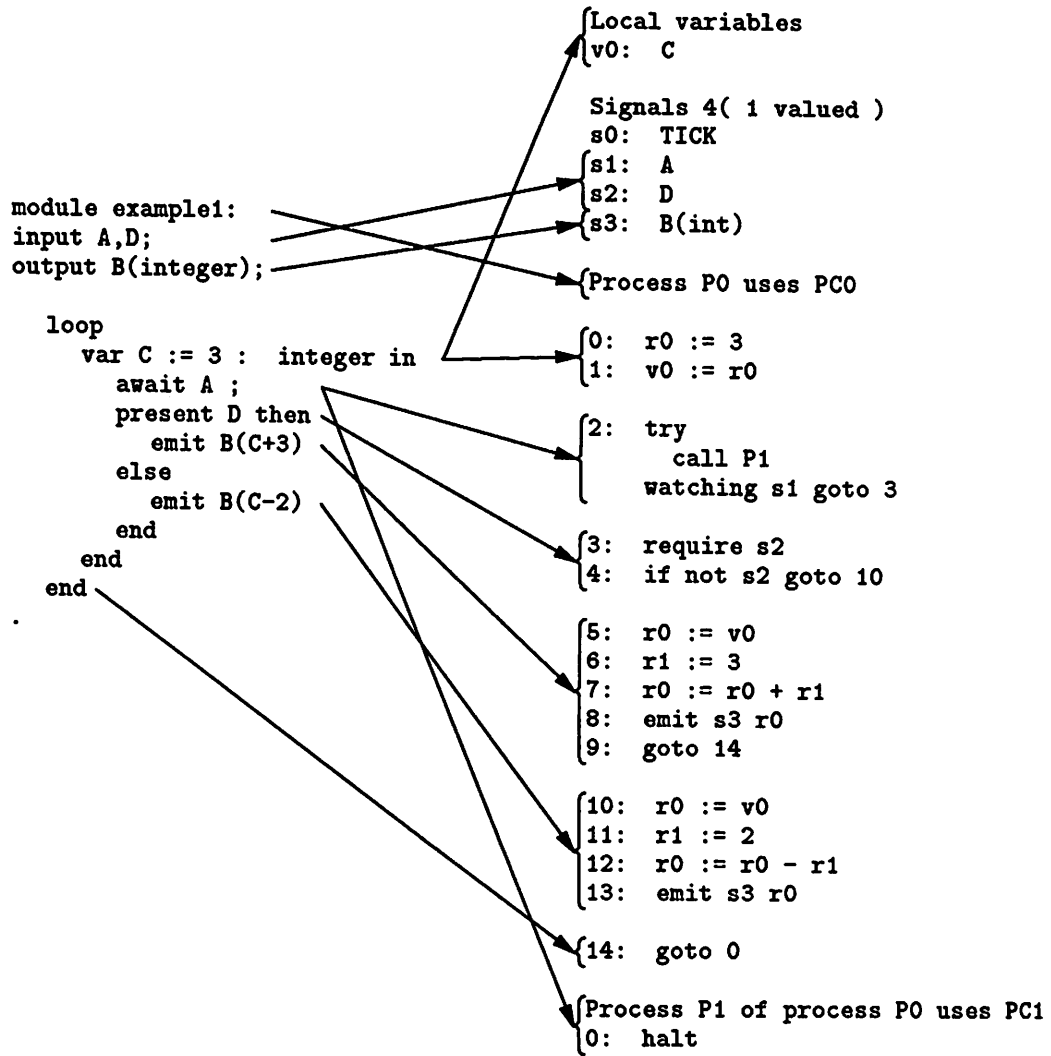 module example1:
input A,D;
output B(integer);
loop
var C := 3 : integer in
await A ;
present D then
emit B(C+3)
else
emit B(C-2)
end
end
end
.
Local variables
v0: C
Signals 4( 1 valued )
s0: TICK
s1: A
s2: D
s3: B(int)
Process P0 uses PC0
0: r0 := 3
1: v0 := r0
2: try
call P1
watching s1 goto 3
3: require s2
4: if not s2 goto 10
5: r0 := v0
6: r1 := 3
7: r0 := r0 + r1
8: emit s3 r0
9: goto 14
10: r0 := v0
11: r1 := 2
12: r0 := r0 - r1
13: emit s3 r0
14: goto 0
Process P1 of process P0 uses PC1
0: halt